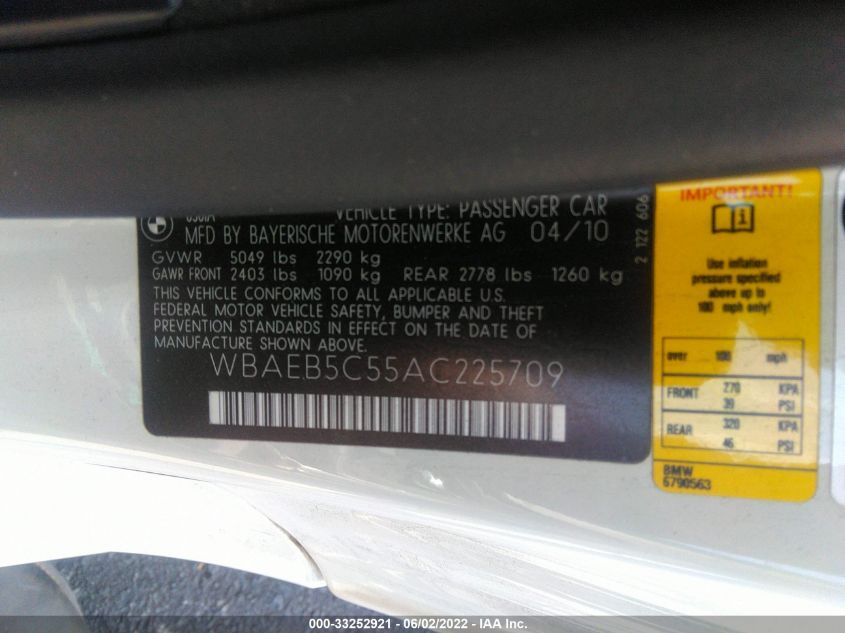 VEHICLE TYPE: PASSENGER CAR
MFD BY BAYERISCHE MOTORENWERKE AG 04/10
GVWR 5049 lbs 2290 kg
GAWR FRONT 2403 lbs 1090 kg REAR 2778 lbs 1260 kg
THIS VEHICLE CONFORMS TO ALL APPLICABLE U.S.
FEDERAL MOTOR VEHICLE SAFETY, BUMPER AND THEFT
PREVENTION STANDARDS IN EFFECT ON THE DATE OF
MANUFACTURE SHOWN ABOVE.
WBAEB5C55AC225709
2 122 606
IMPORTANT!
Use inflation
pressure specified
above up to
100 mph only!
over 100 mph
FRONT 270 KPA
39 PSI
REAR 320 KPA
46 PSI
BMW
6790563
000-33252921 - 06/02/2022 - IAA Inc.